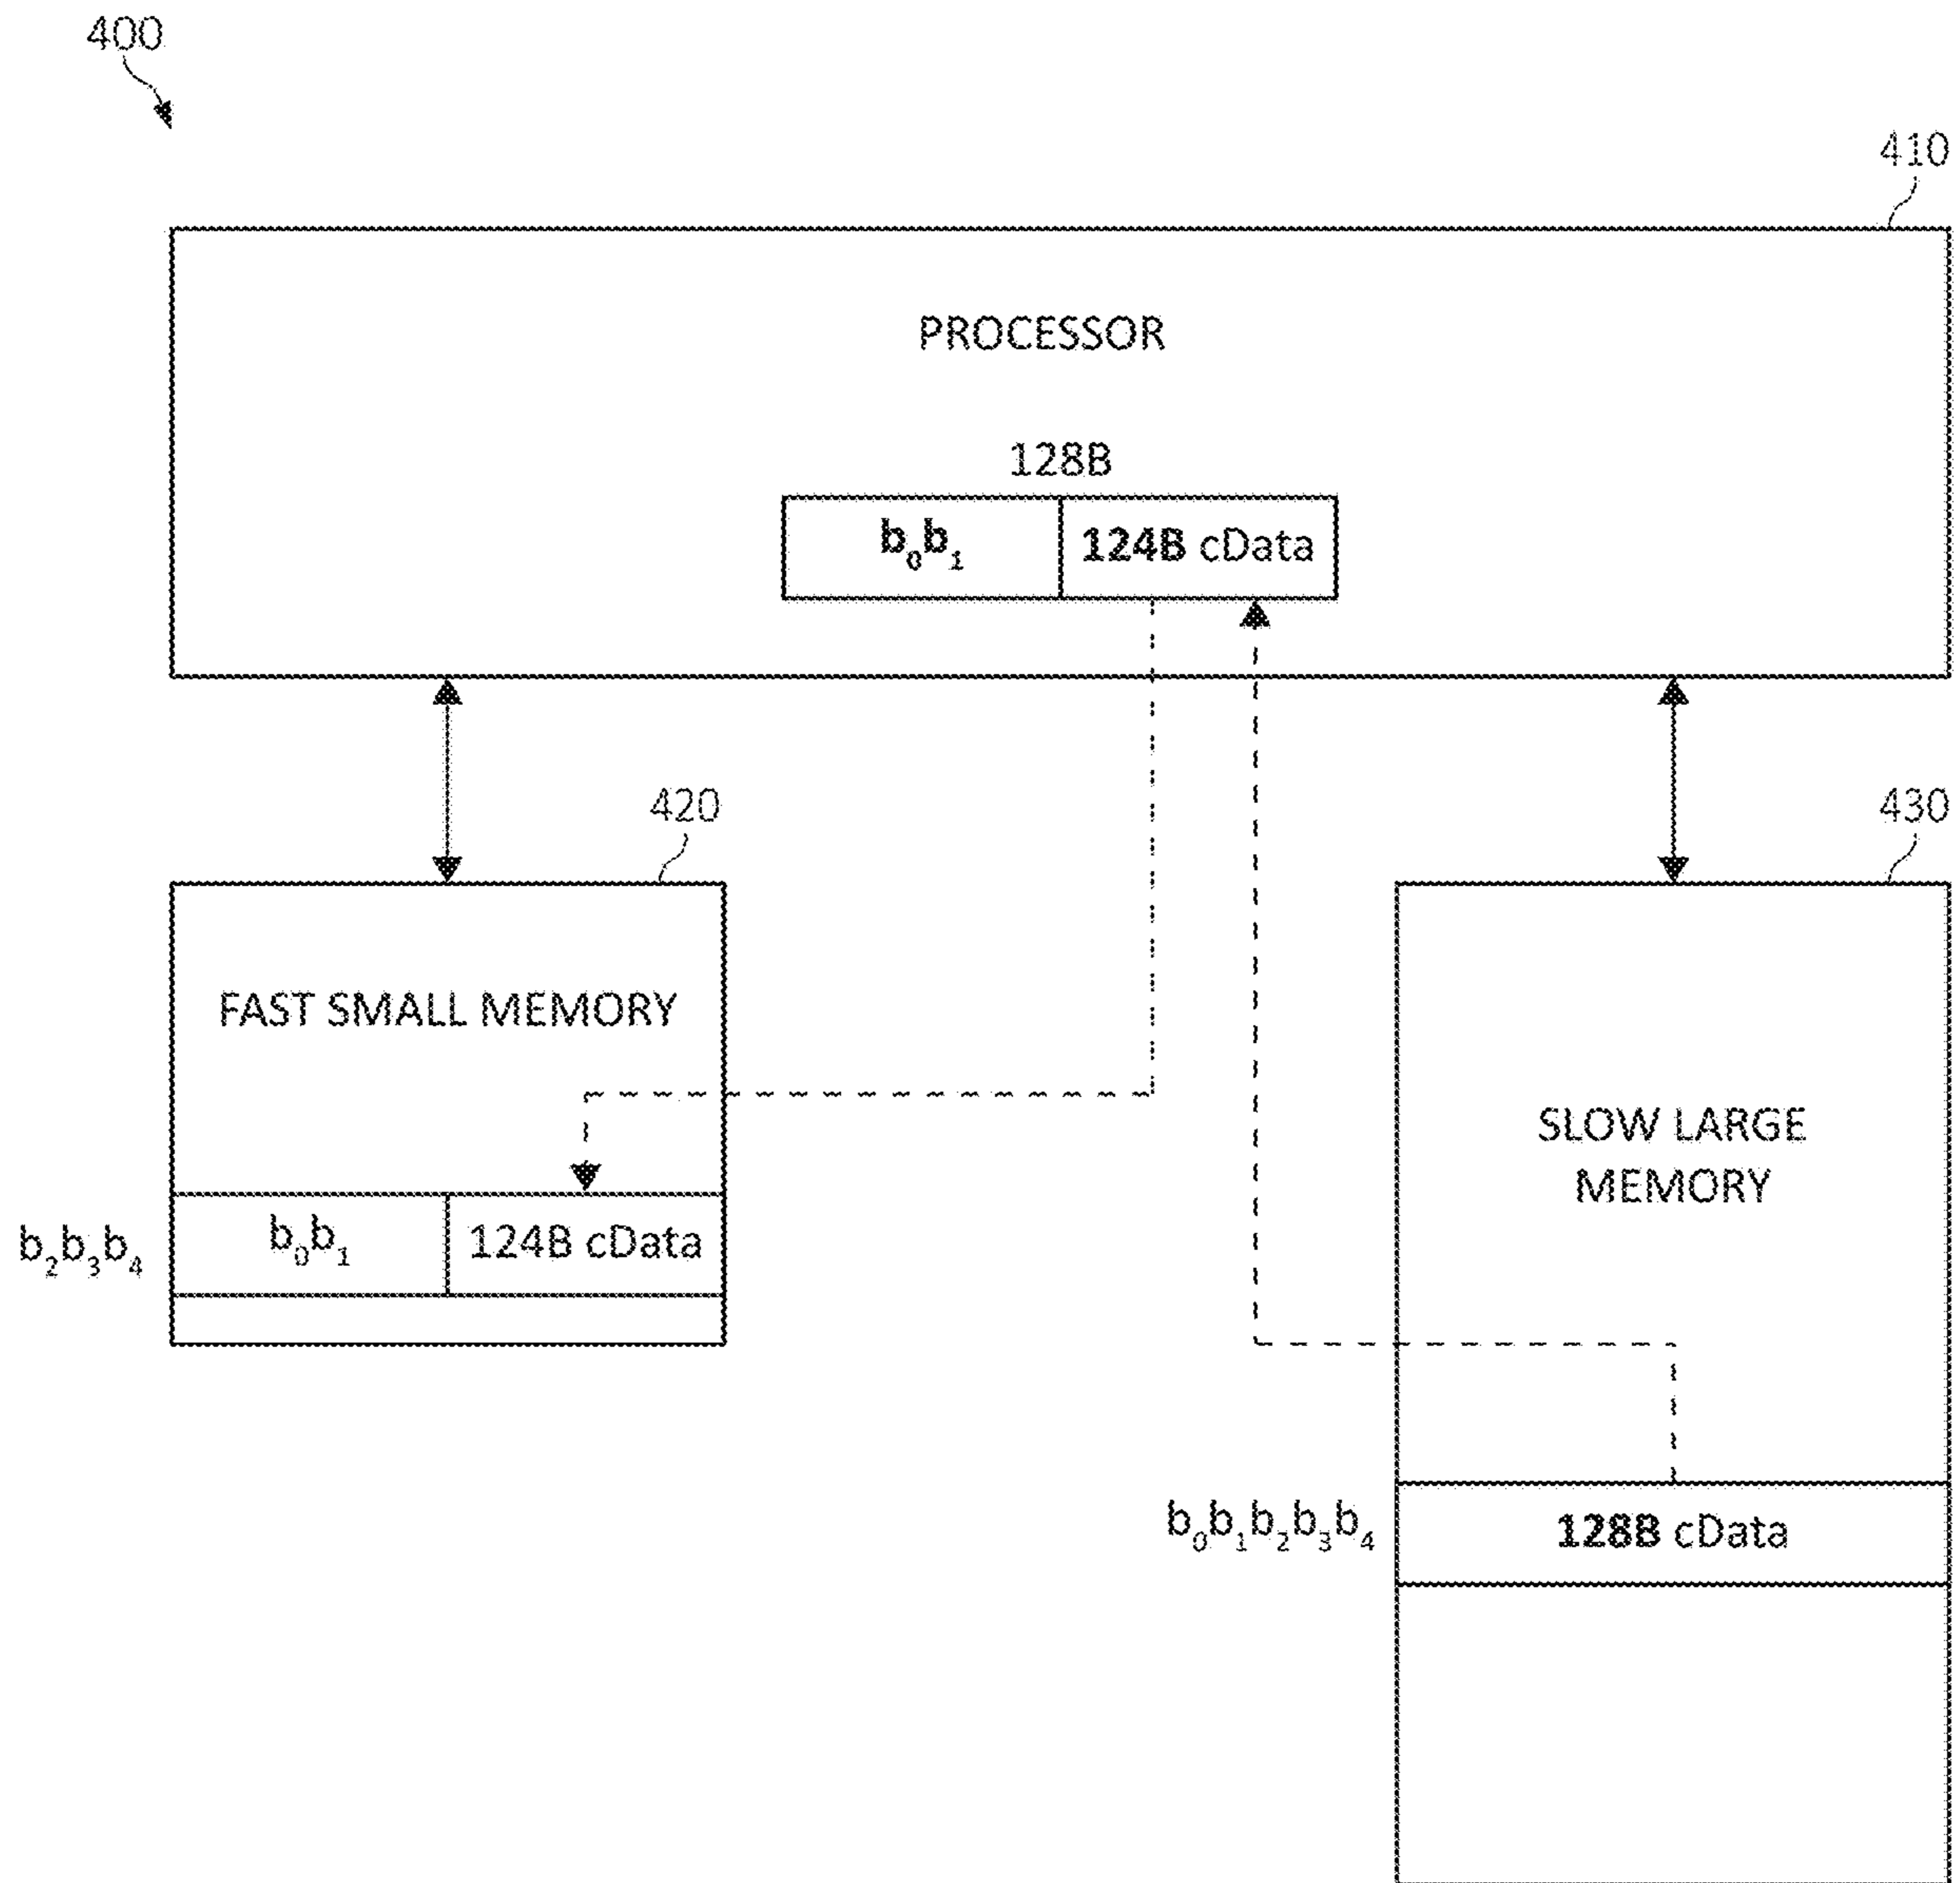 400
410
PROCESSOR
128B
b₀b₁ 124B cData
420
430
FAST SMALL MEMORY
SLOW LARGE
MEMORY
b₂b₃b₄ b₀b₁ 124B cData
b₀b₁b₂b₃b₄ 128B cData